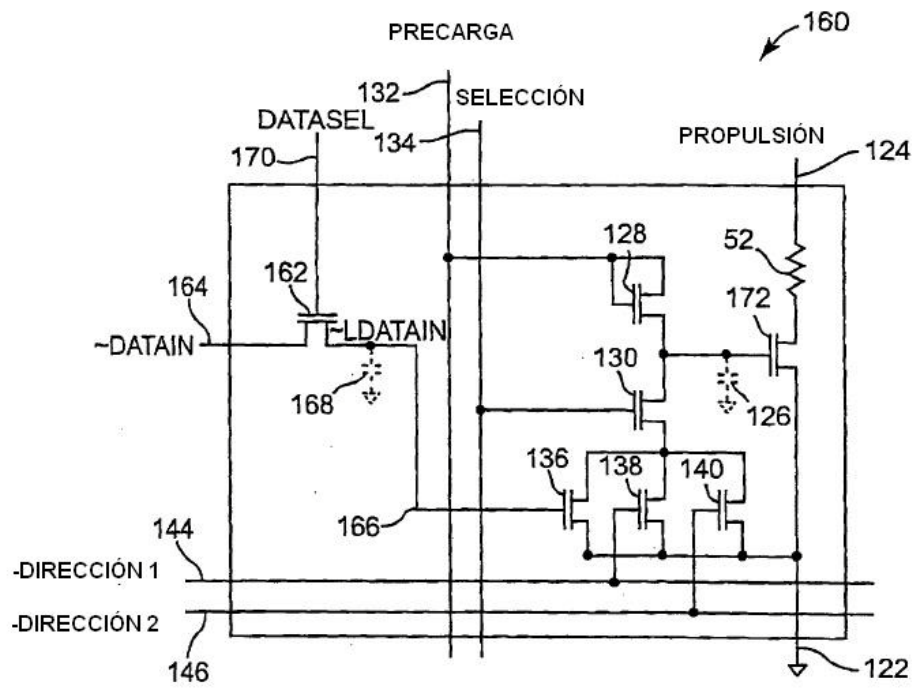 160
PRECARGA
132
SELECCIÓN
DATASEL
134
PROPULSIÓN
170
124
128
52
162
172
164
~LDATAIN
~DATAIN
130
168
126
136
138
140
166
144
-DIRECCIÓN 1
-DIRECCIÓN 2
146
122